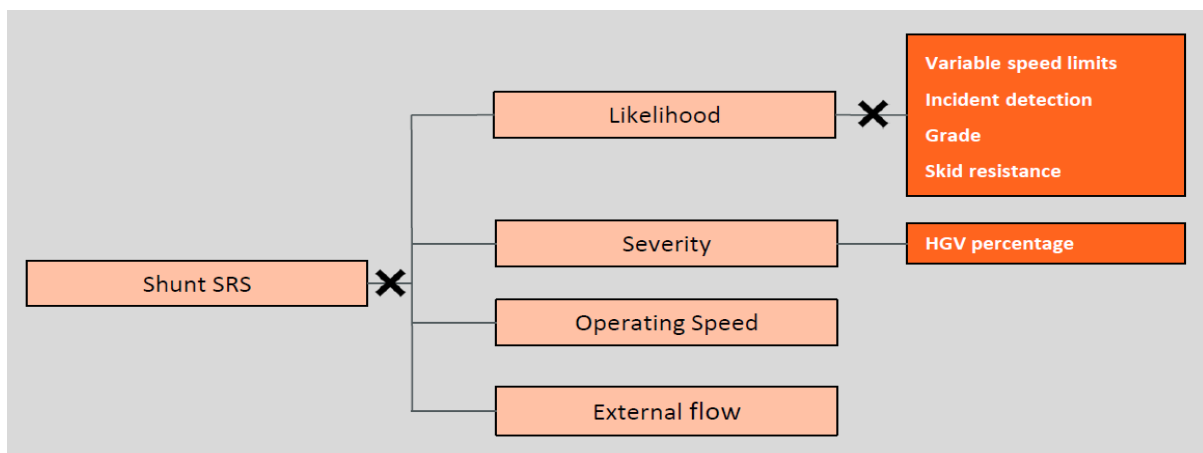 Shunt SRS
Likelihood
Severity
Operating Speed
External flow
Variable speed limits
Incident detection
Grade
Skid resistance
HGV percentage